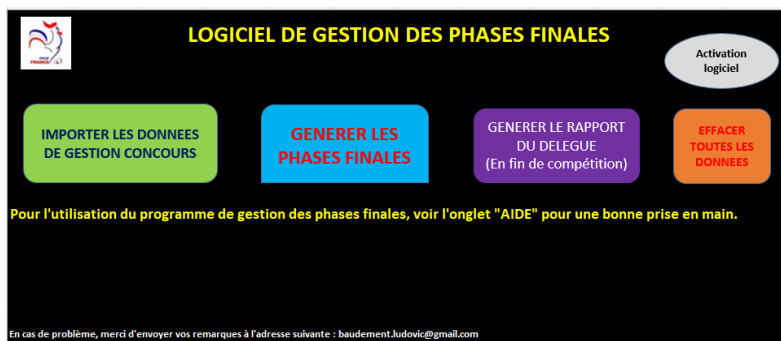 LOGICIEL DE GESTION DES PHASES FINALES
FRANCE
Activation
logiciel
IMPORTER LES DONNEES
DE GESTION CONCOURS
GENERER LES
PHASES FINALES
GENERER LE RAPPORT
DU DELEGUE
(En fin de compétition)
EFFACER
TOUTES LES
DONNEES
Pour l'utilisation du programme de gestion des phases finales, voir l'onglet "AIDE" pour une bonne prise en main.
En cas de problème, merci d'envoyer vos remarques à l'adresse suivante : baudement.ludovic@gmail.com